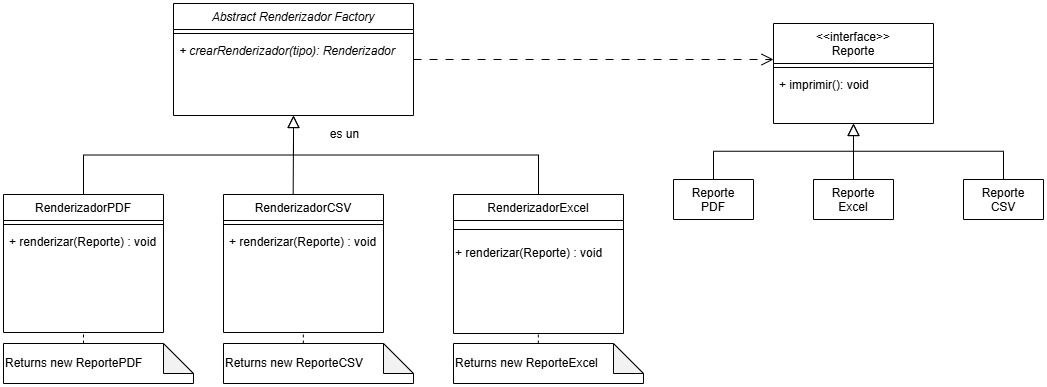 Abstract Renderizador Factory
+ crearRenderizador(tipo): Renderizador
<<interface>>
Reporte
+ imprimir(): void
es un
RenderizadorPDF
+ renderizar(Reporte) : void
RenderizadorCSV
+ renderizar(Reporte) : void
RenderizadorExcel
+ renderizar(Reporte) : void
Reporte
PDF
Reporte
Excel
Reporte
CSV
Returns new ReportePDF
Returns new ReporteCSV
Returns new ReporteExcel